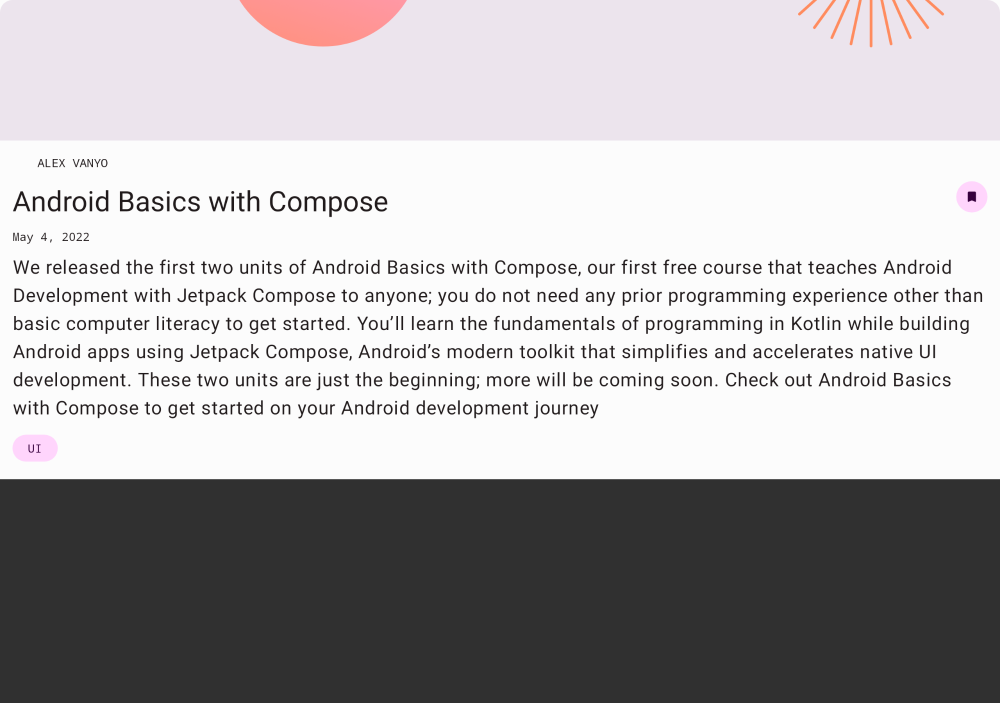 ALEX VANYO
Android Basics with Compose
May 4, 2022
We released the first two units of Android Basics with Compose, our first free course that teaches Android
Development with Jetpack Compose to anyone; you do not need any prior programming experience other than
basic computer literacy to get started. You’ll learn the fundamentals of programming in Kotlin while building
Android apps using Jetpack Compose, Android’s modern toolkit that simplifies and accelerates native UI
development. These two units are just the beginning; more will be coming soon. Check out Android Basics
with Compose to get started on your Android development journey
UI